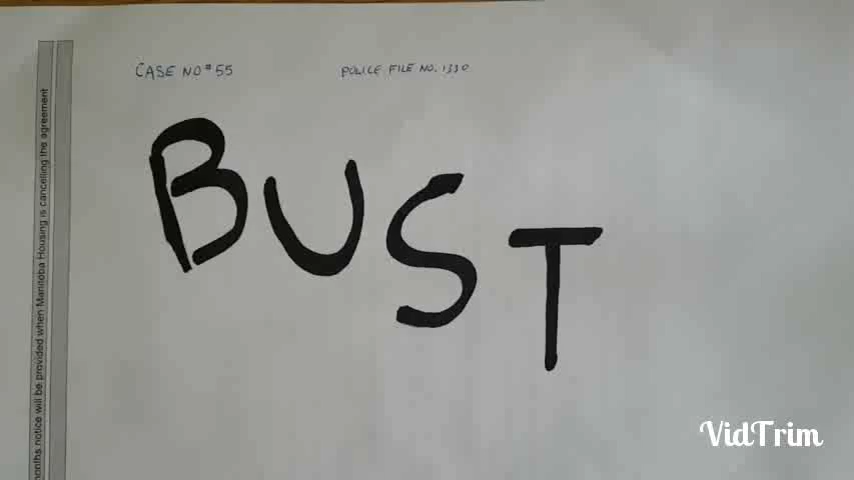 CASE NO # 55
POLICE FILE NO. 1330
BUST
months notice will be provided when Manitoba Housing is cancelling the agreement
VidTrim